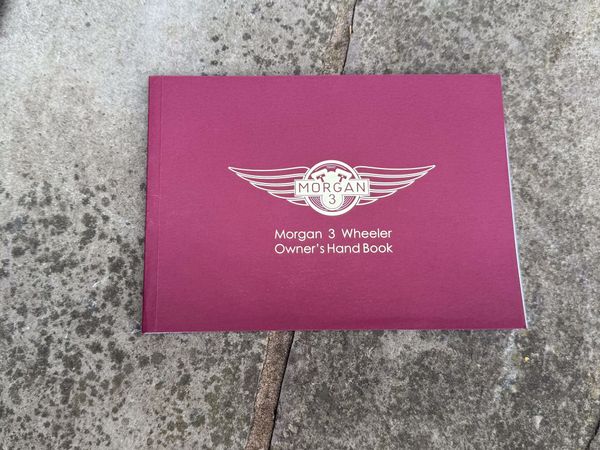 MORGAN
3
Morgan 3 Wheeler
Owner's Hand Book